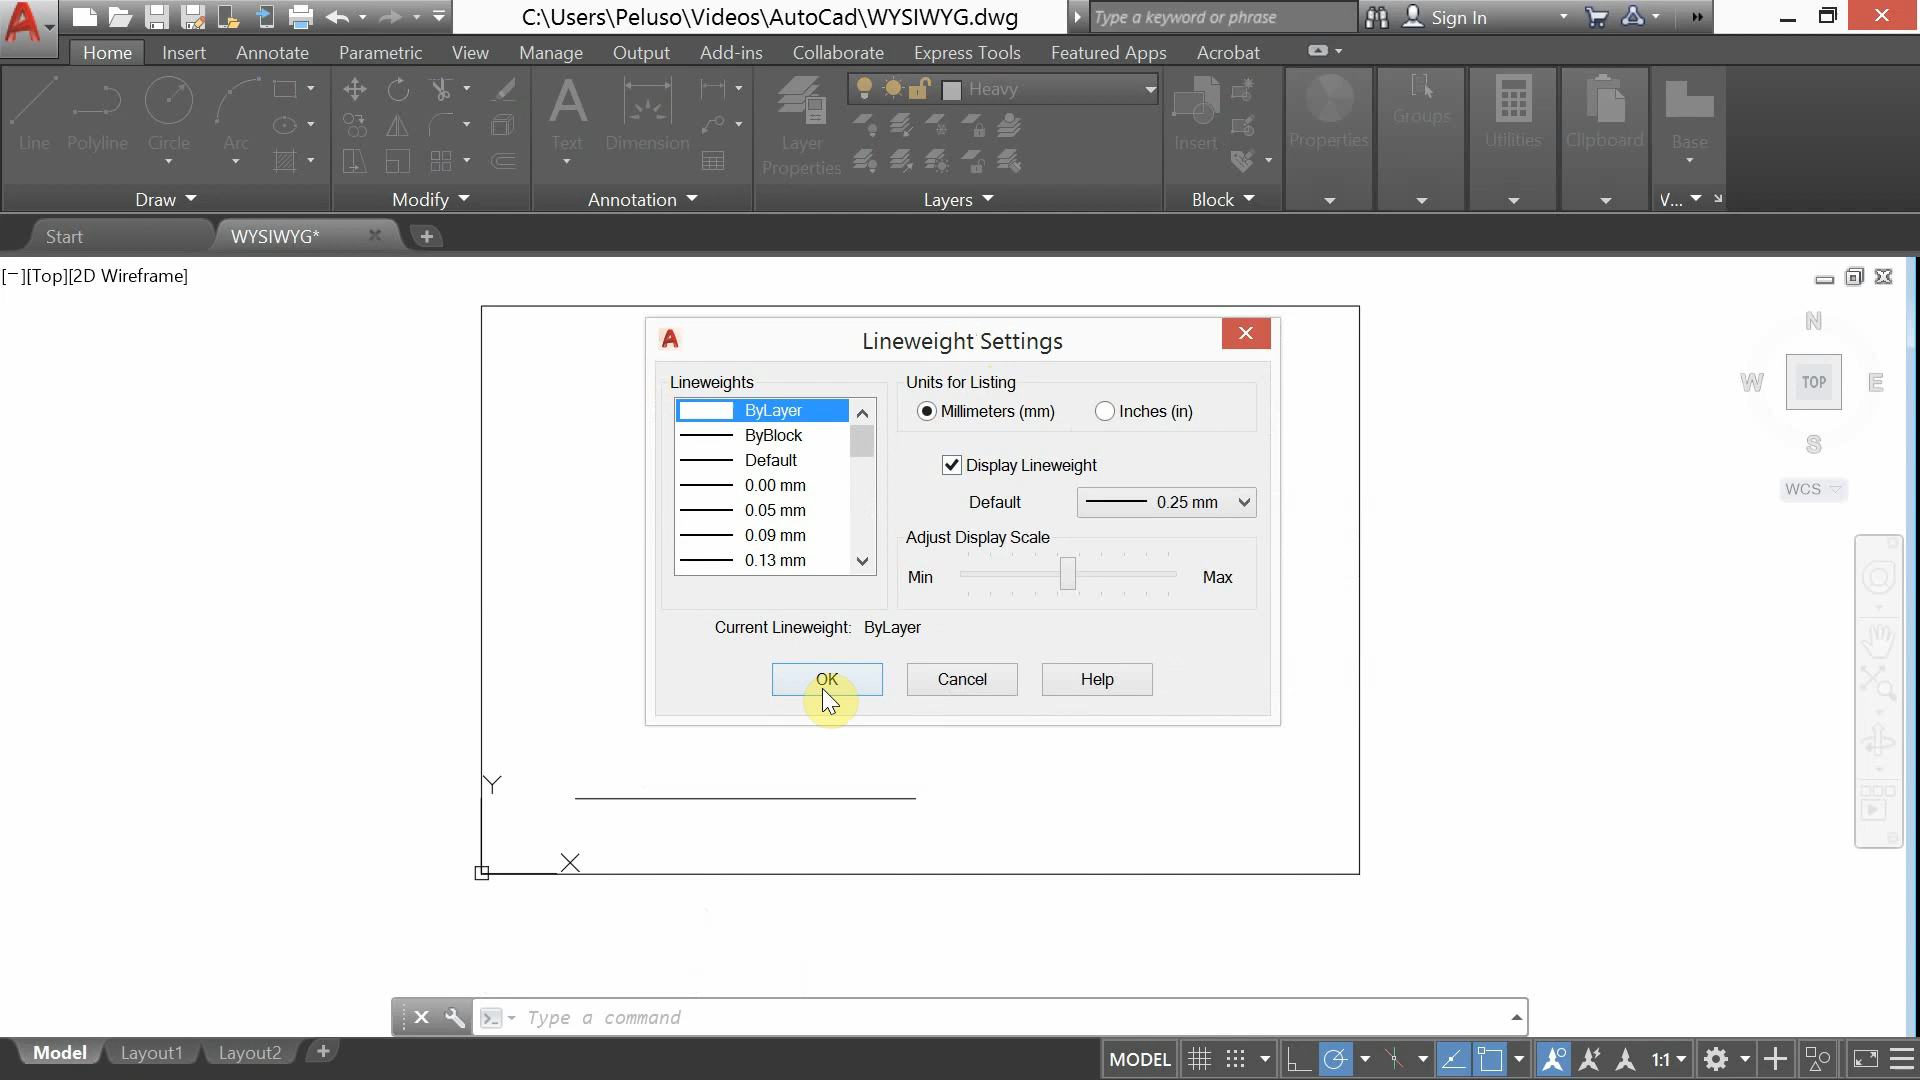 C:\Users\Peluso\Videos\AutoCad\WYSIWYG.dwg
Type a keyword or phrase
Sign In
Home Insert Annotate Parametric View Manage Output Add-ins Collaborate Express Tools Featured Apps Acrobat
Heavy
Line Polyline Circle Arc Text Dimension Layer Properties Insert Properties Groups Utilities Clipboard Base
Draw Modify Annotation Layers Block V...
Start WYSIWYG*
[−][Top][2D Wireframe]
Lineweight Settings
Lineweights
ByLayer
ByBlock
Default
0.00 mm
0.05 mm
0.09 mm
0.13 mm
Units for Listing
Millimeters (mm) Inches (in)
Display Lineweight
Default 0.25 mm
Adjust Display Scale
Min Max
Current Lineweight: ByLayer
OK Cancel Help
N
W TOP E
S
WCS
Y
X
Type a command
Model Layout1 Layout2
MODEL 1:1